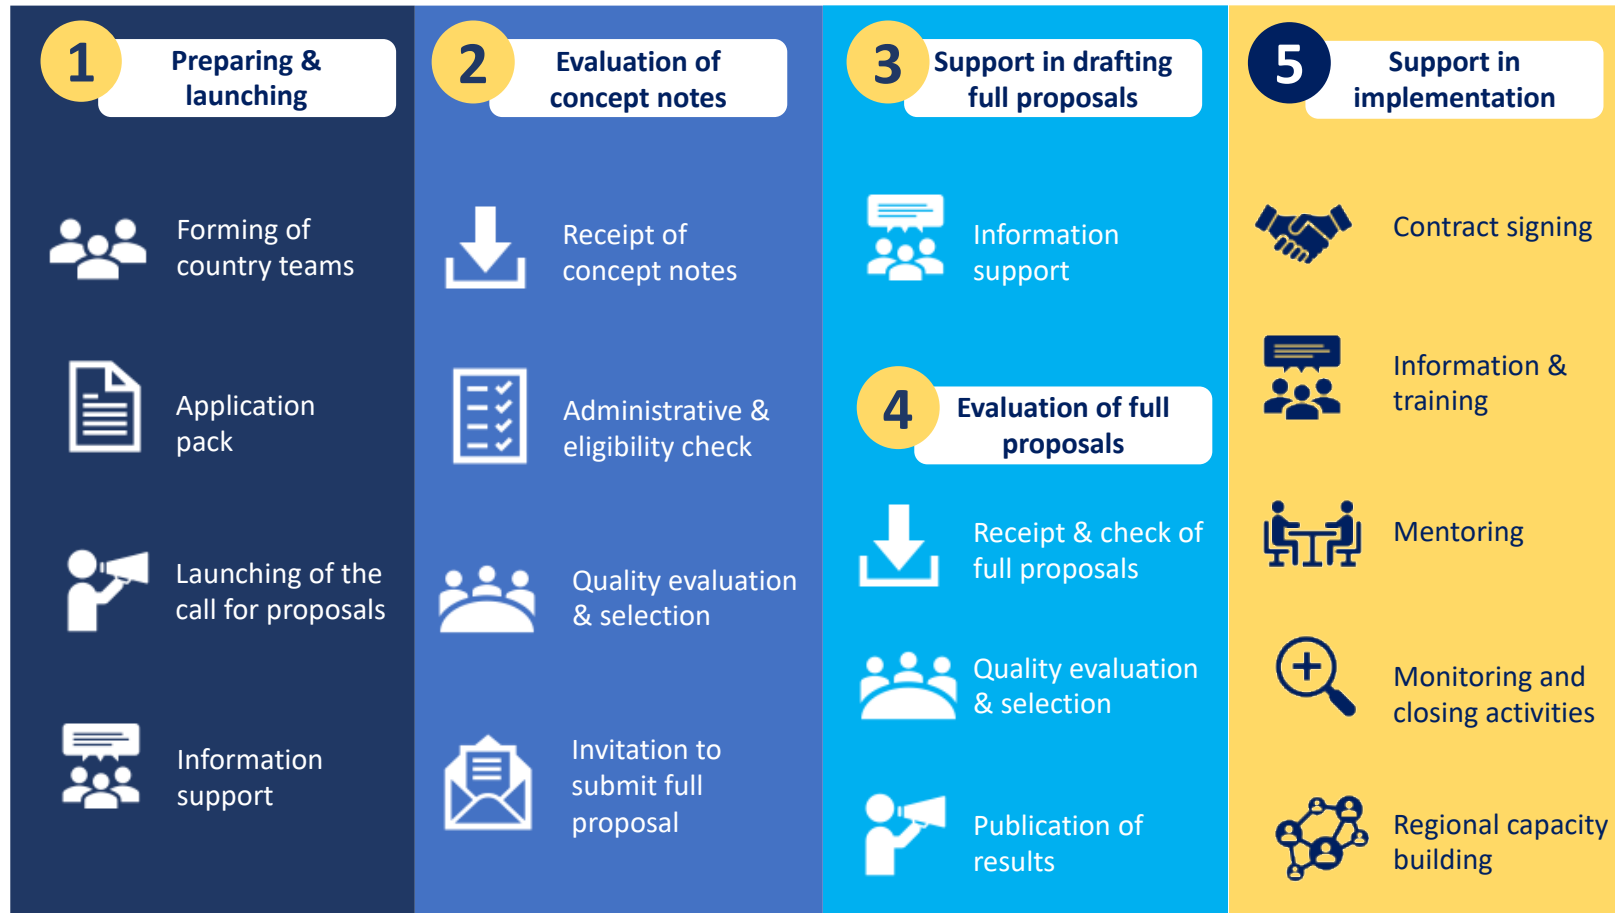 1
Preparing &
launching
Forming of
country teams
Application
pack
Launching of the
call for proposals
Information
support
2
Evaluation of
concept notes
Receipt of
concept notes
Administrative &
eligibility check
Quality evaluation
& selection
Invitation to
submit full
proposal
3
Support in drafting
full proposals
Information
support
4
Evaluation of full
proposals
Receipt & check of
full proposals
Quality evaluation
& selection
Publication of
results
5
Support in
implementation
Contract signing
Information &
training
Mentoring
Monitoring and
closing activities
Regional capacity
building